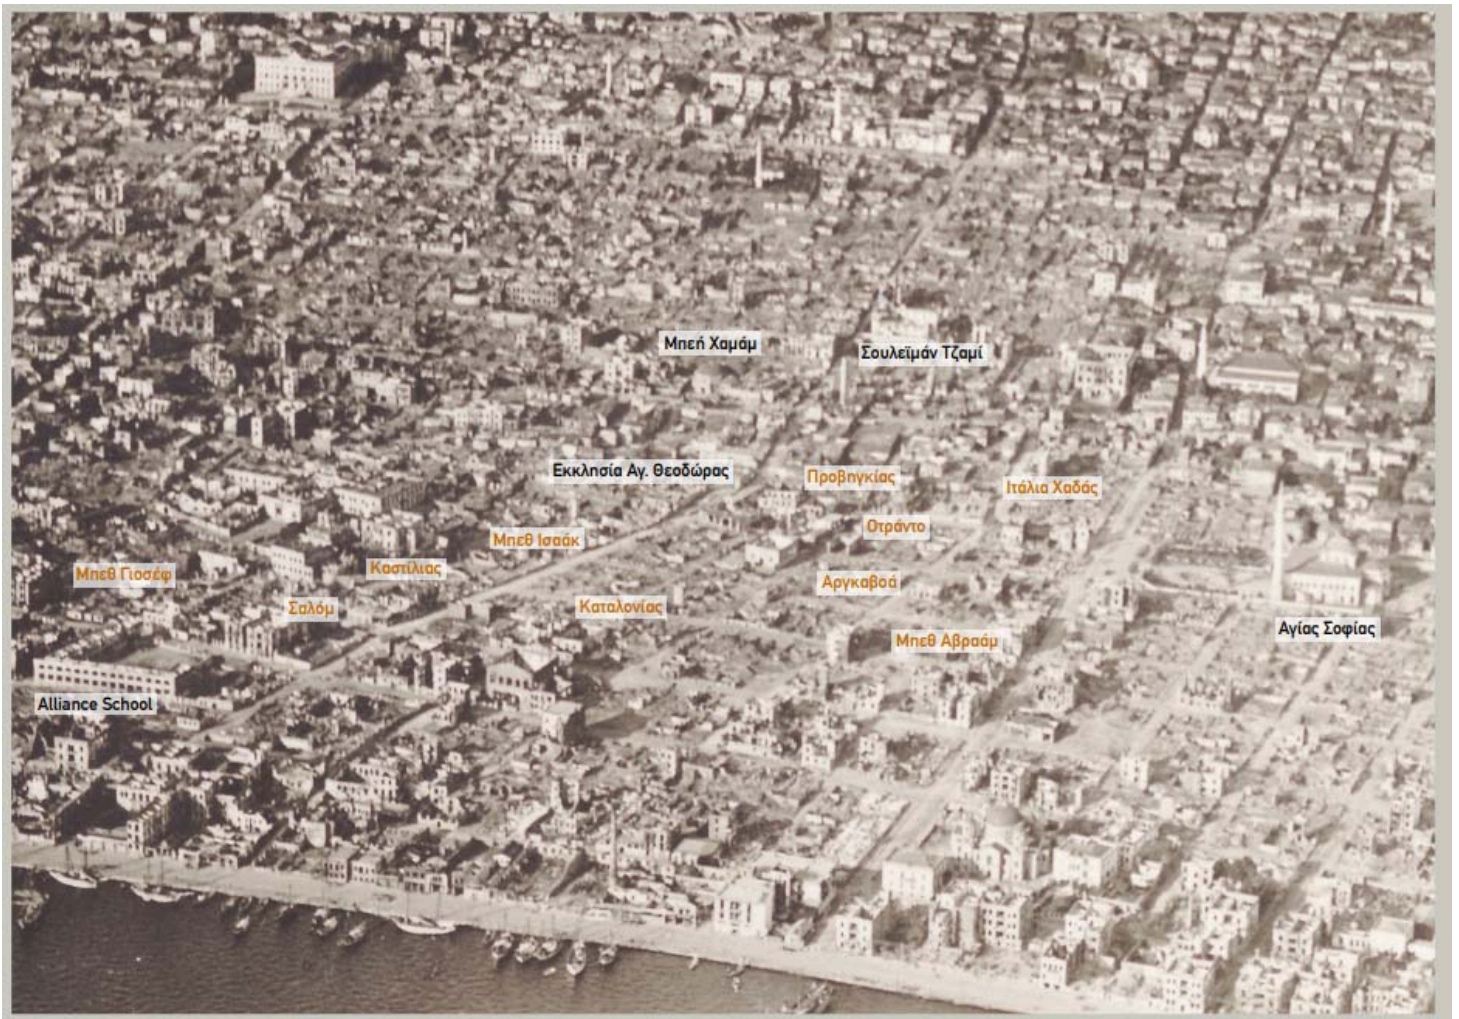 Μπεή Χαμάμ
Σουλεϊμάν Τζαμί
Εκκλησία Αγ. Θεοδώρας
Προβηγκίας
Ιτάλια Χαδάς
Οτράντο
Μπεθ Ισαάκ
Καστίλιας
Μπεθ Γιοσέφ
Αργκαβοά
Σαλόμ
Καταλονίας
Αγίας Σοφίας
Μπεθ Αβραάμ
Alliance School